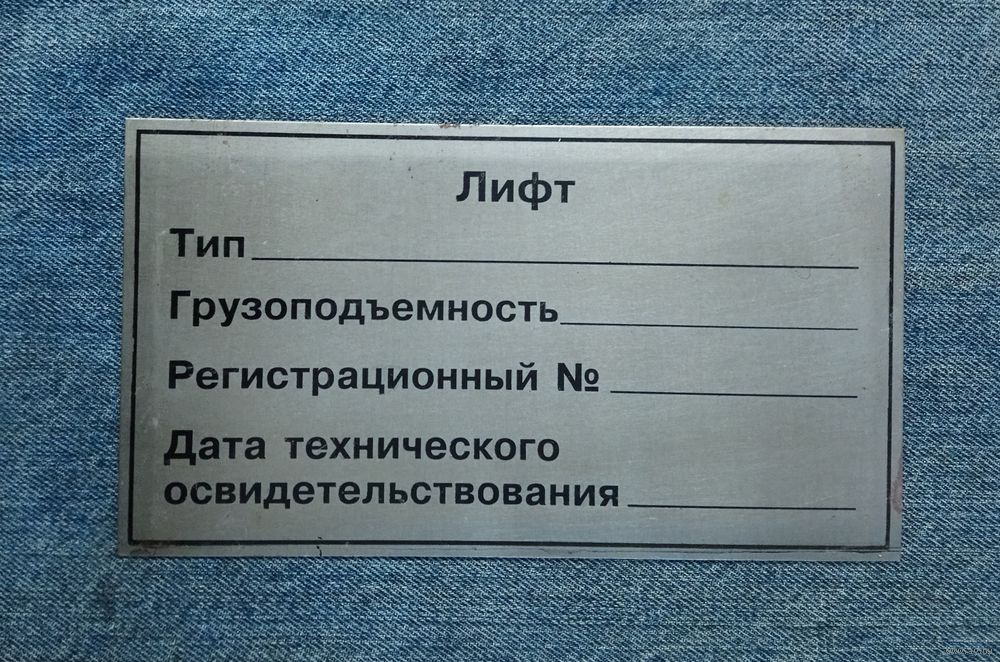 Лифт
Тип
Грузоподъемность
Регистрационный №
Дата технического
освидетельствования